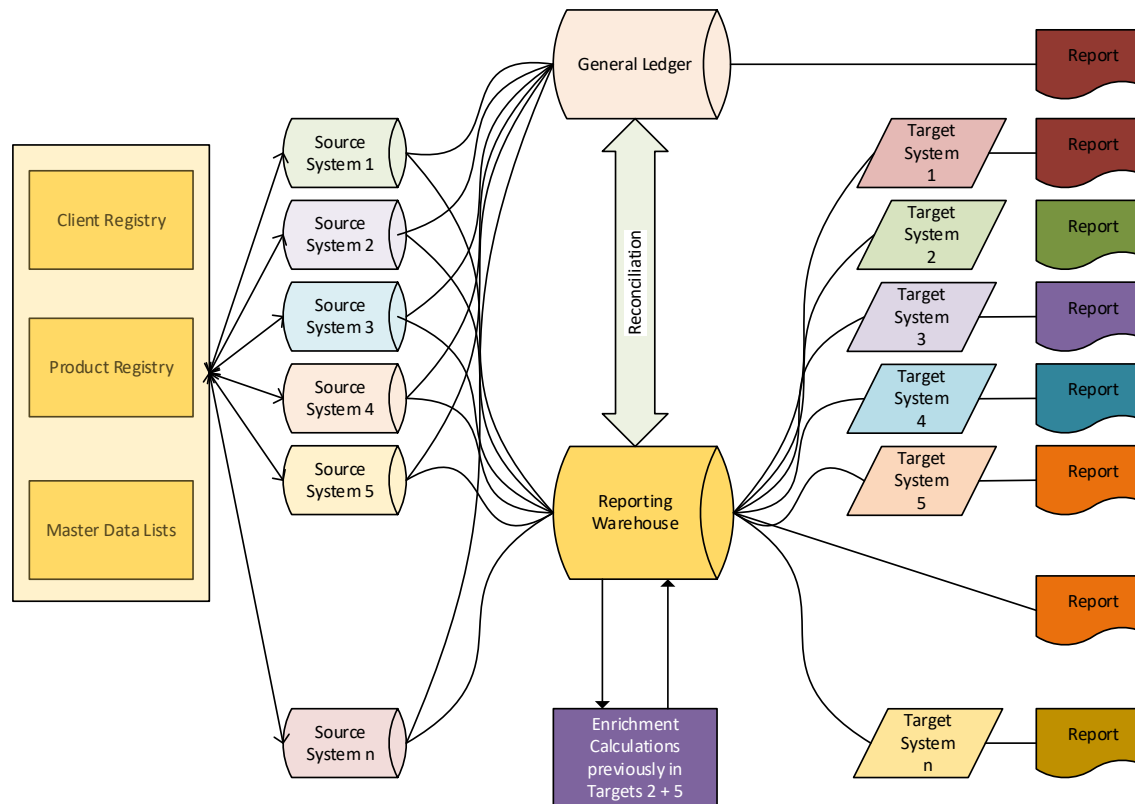 Client Registry
Product Registry
Master Data Lists
Source
System 1
Source
System 2
Source
System 3
Source
System 4
Source
System 5
Source
System n
General Ledger
Reconciliation
Reporting
Warehouse
Enrichment
Calculations
previously in
Targets 2 + 5
Target
System
1
Target
System
2
Target
System
3
Target
System
4
Target
System
5
Target
System
n
Report
Report
Report
Report
Report
Report
Report
Report